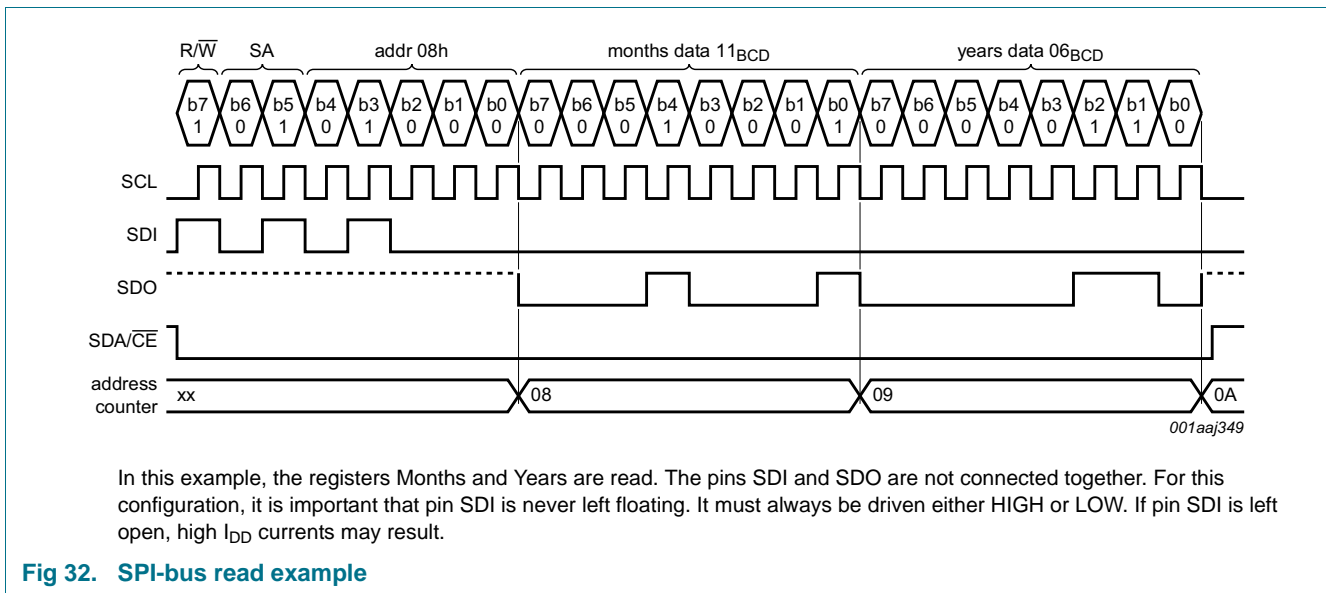 R/W SA addr 08h months data 11BCD years data 06BCD
b7 b6 b5 b4 b3 b2 b1 b0 b7 b6 b5 b4 b3 b2 b1 b0 b7 b6 b5 b4 b3 b2 b1 b0
1 0 1 0 1 0 0 0 0 0 0 1 0 0 0 1 0 0 0 0 0 1 1 0
SCL
SDI
SDO
SDA/CE
address
counter
xx 08 09 0A
001aaj349
In this example, the registers Months and Years are read. The pins SDI and SDO are not connected together. For this
configuration, it is important that pin SDI is never left floating. It must always be driven either HIGH or LOW. If pin SDI is left
open, high IDD currents may result.
Fig 32. SPI-bus read example